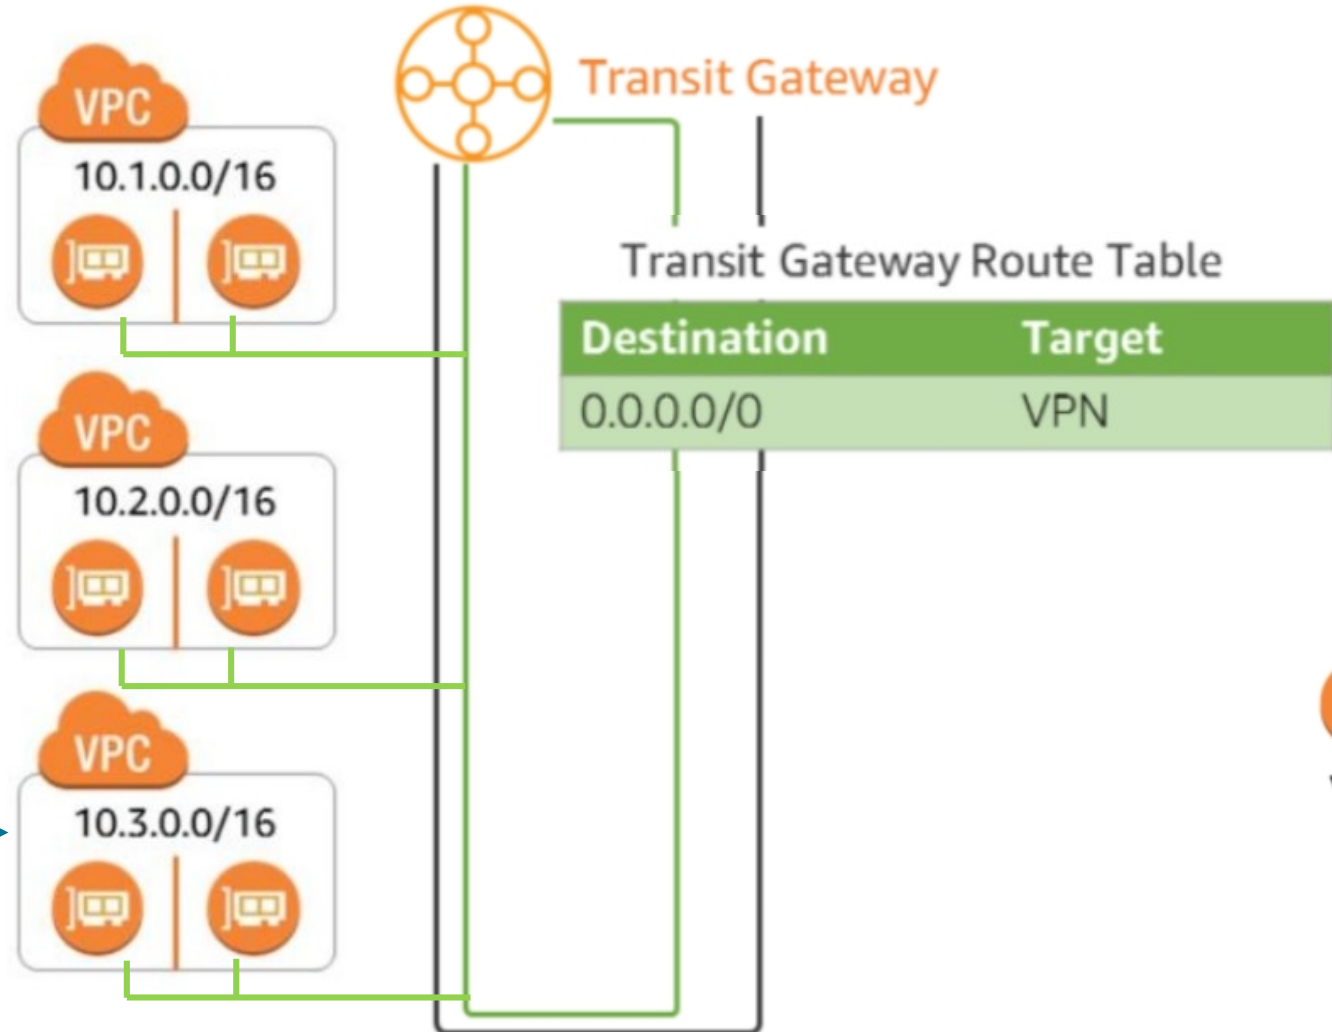 VPC
10.1.0.0/16
VPC
10.2.0.0/16
VPC
10.3.0.0/16
Transit Gateway
Transit Gateway Route Table
Destination Target
0.0.0.0/0 VPN